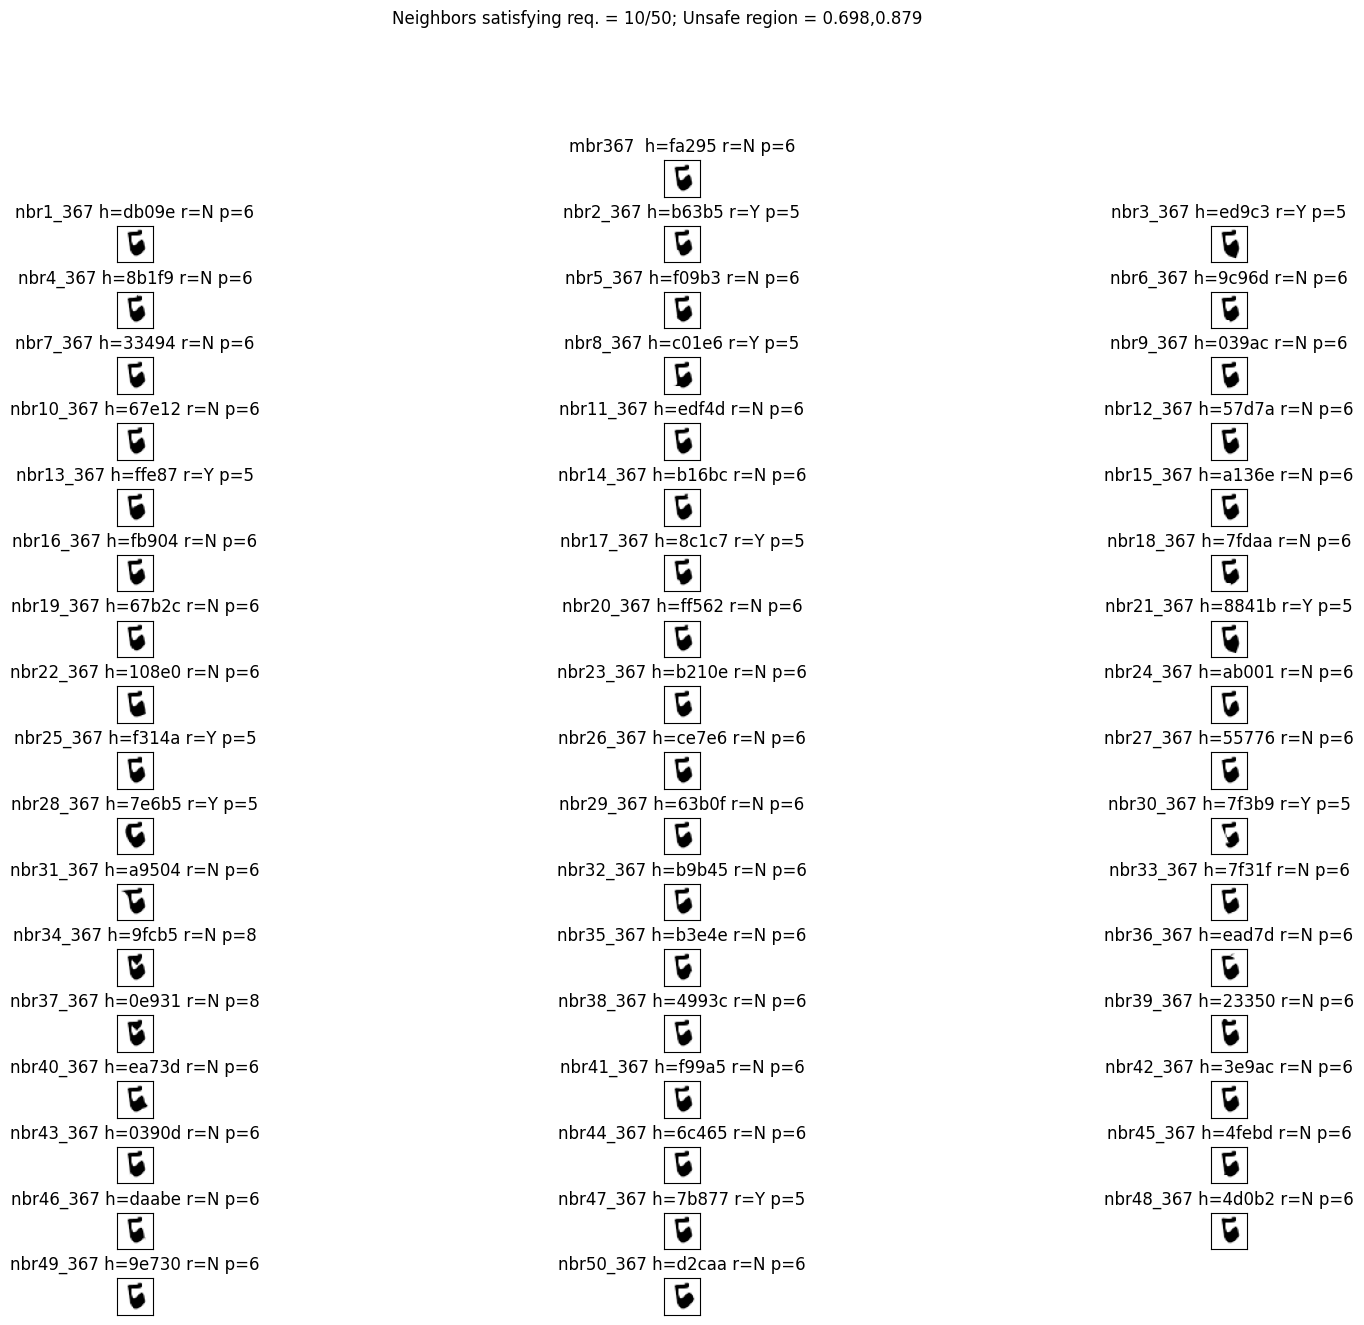 Neighbors satisfying req. = 10/50; Unsafe region = 0.698,0.879
mbr367 h=fa295 r=N p=6
nbr1_367 h=db09e r=N p=6
nbr2_367 h=b63b5 r=Y p=5
nbr3_367 h=ed9c3 r=Y p=5
nbr4_367 h=8b1f9 r=N p=6
nbr5_367 h=f09b3 r=N p=6
nbr6_367 h=9c96d r=N p=6
nbr7_367 h=33494 r=N p=6
nbr8_367 h=c01e6 r=Y p=5
nbr9_367 h=039ac r=N p=6
nbr10_367 h=67e12 r=N p=6
nbr11_367 h=edf4d r=N p=6
nbr12_367 h=57d7a r=N p=6
nbr13_367 h=ffe87 r=Y p=5
nbr14_367 h=b16bc r=N p=6
nbr15_367 h=a136e r=N p=6
nbr16_367 h=fb904 r=N p=6
nbr17_367 h=8c1c7 r=Y p=5
nbr18_367 h=7fdaa r=N p=6
nbr19_367 h=67b2c r=N p=6
nbr20_367 h=ff562 r=N p=6
nbr21_367 h=8841b r=Y p=5
nbr22_367 h=108e0 r=N p=6
nbr23_367 h=b210e r=N p=6
nbr24_367 h=ab001 r=N p=6
nbr25_367 h=f314a r=Y p=5
nbr26_367 h=ce7e6 r=N p=6
nbr27_367 h=55776 r=N p=6
nbr28_367 h=7e6b5 r=Y p=5
nbr29_367 h=63b0f r=N p=6
nbr30_367 h=7f3b9 r=Y p=5
nbr31_367 h=a9504 r=N p=6
nbr32_367 h=b9b45 r=N p=6
nbr33_367 h=7f31f r=N p=6
nbr34_367 h=9fcb5 r=N p=8
nbr35_367 h=b3e4e r=N p=6
nbr36_367 h=ead7d r=N p=6
nbr37_367 h=0e931 r=N p=8
nbr38_367 h=4993c r=N p=6
nbr39_367 h=23350 r=N p=6
nbr40_367 h=ea73d r=N p=6
nbr41_367 h=f99a5 r=N p=6
nbr42_367 h=3e9ac r=N p=6
nbr43_367 h=0390d r=N p=6
nbr44_367 h=6c465 r=N p=6
nbr45_367 h=4febd r=N p=6
nbr46_367 h=daabe r=N p=6
nbr47_367 h=7b877 r=Y p=5
nbr48_367 h=4d0b2 r=N p=6
nbr49_367 h=9e730 r=N p=6
nbr50_367 h=d2caa r=N p=6